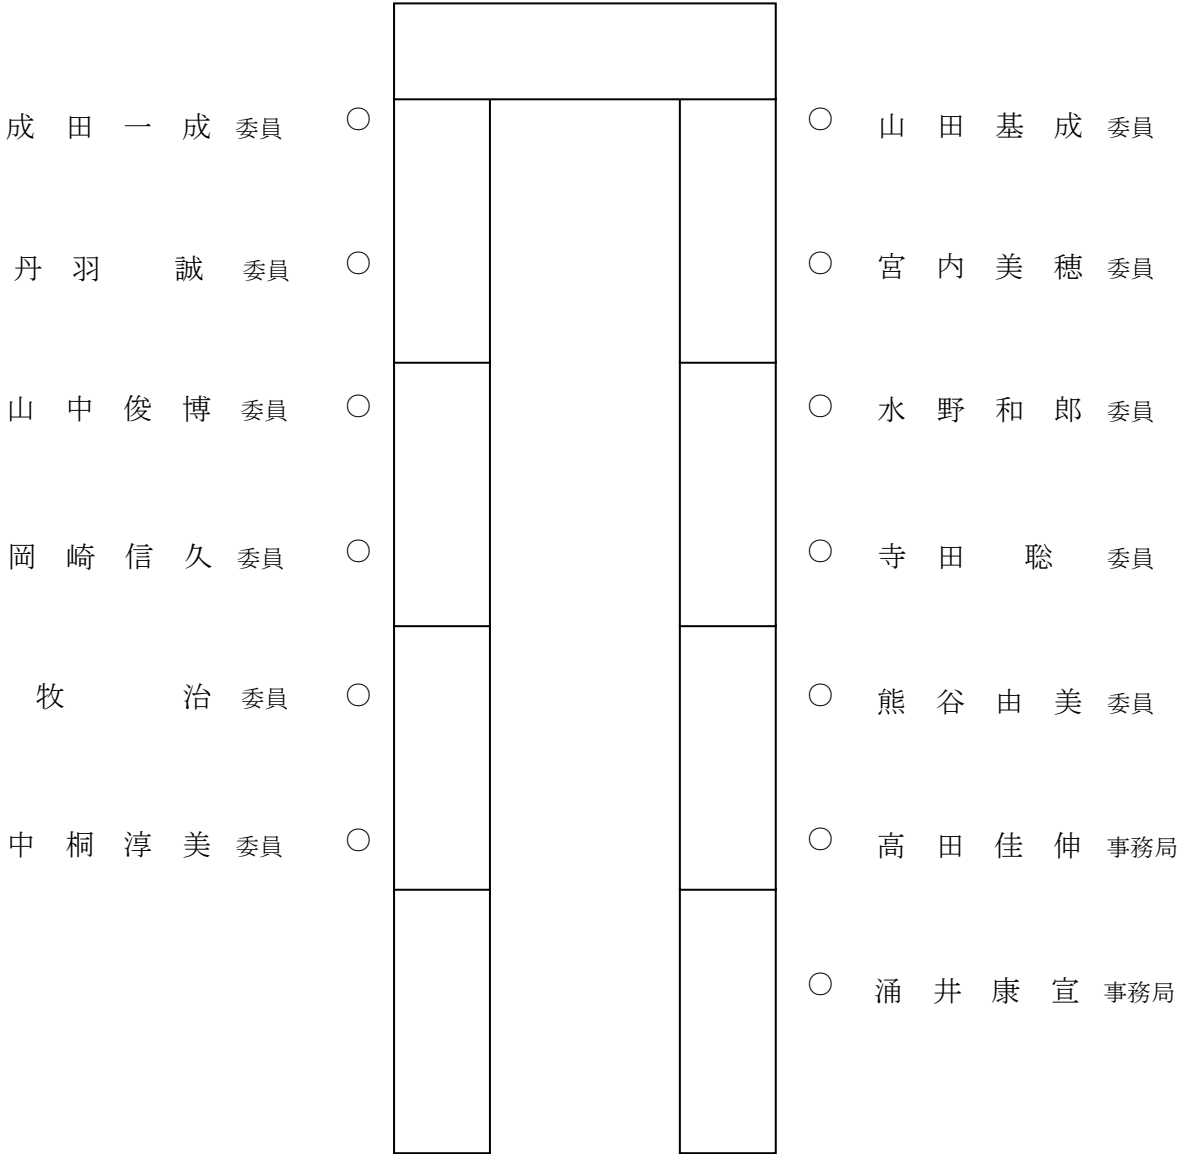 成田一成 委員 ○ ○ 山田基成 委員
丹羽 誠 委員 ○ ○ 宮内美穂 委員
山中俊博 委員 ○ ○ 水野和郎 委員
岡崎信久 委員 ○ ○ 寺田 聡 委員
牧 治 委員 ○ ○ 熊谷由美 委員
中桐淳美 委員 ○ ○ 高田佳伸 事務局
○ 涌井康宣 事務局